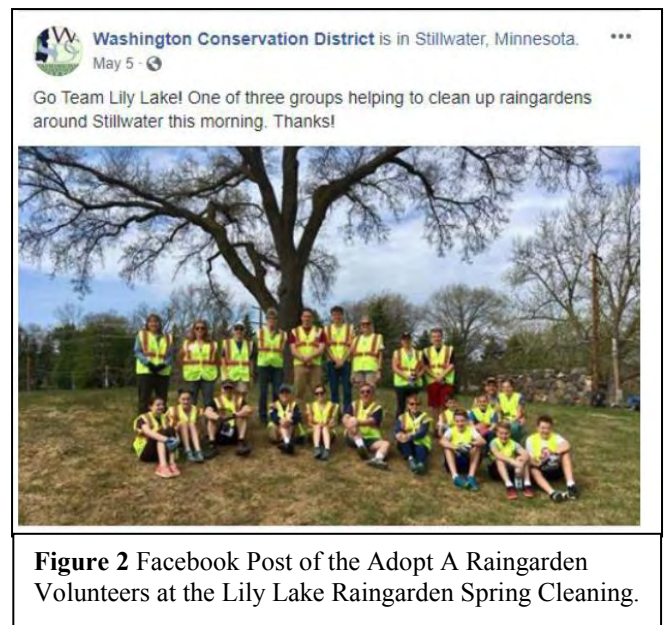 Washington Conservation District is in Stillwater, Minnesota.
May 5 ·
Go Team Lily Lake! One of three groups helping to clean up raingardens
around Stillwater this morning. Thanks!
Figure 2 Facebook Post of the Adopt A Raingarden
Volunteers at the Lily Lake Raingarden Spring Cleaning.